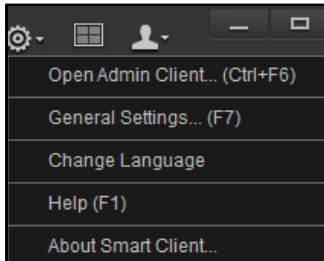 Open Admin Client... (Ctrl+F6)
General Settings... (F7)
Change Language
Help (F1)
About Smart Client...